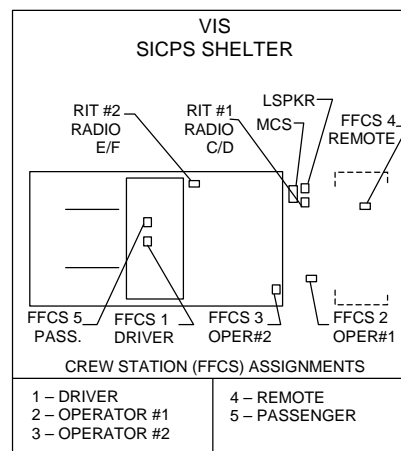 VIS
SICPS SHELTER
RIT #2
RADIO
E/F
RIT #1
RADIO
C/D
LSPKR
MCS
FFCS 4
REMOTE
FFCS 5
PASS.
FFCS 1
DRIVER
FFCS 3
OPER#2
FFCS 2
OPER#1
CREW STATION (FFCS) ASSIGNMENTS
1 – DRIVER
2 – OPERATOR #1
3 – OPERATOR #2
4 – REMOTE
5 – PASSENGER